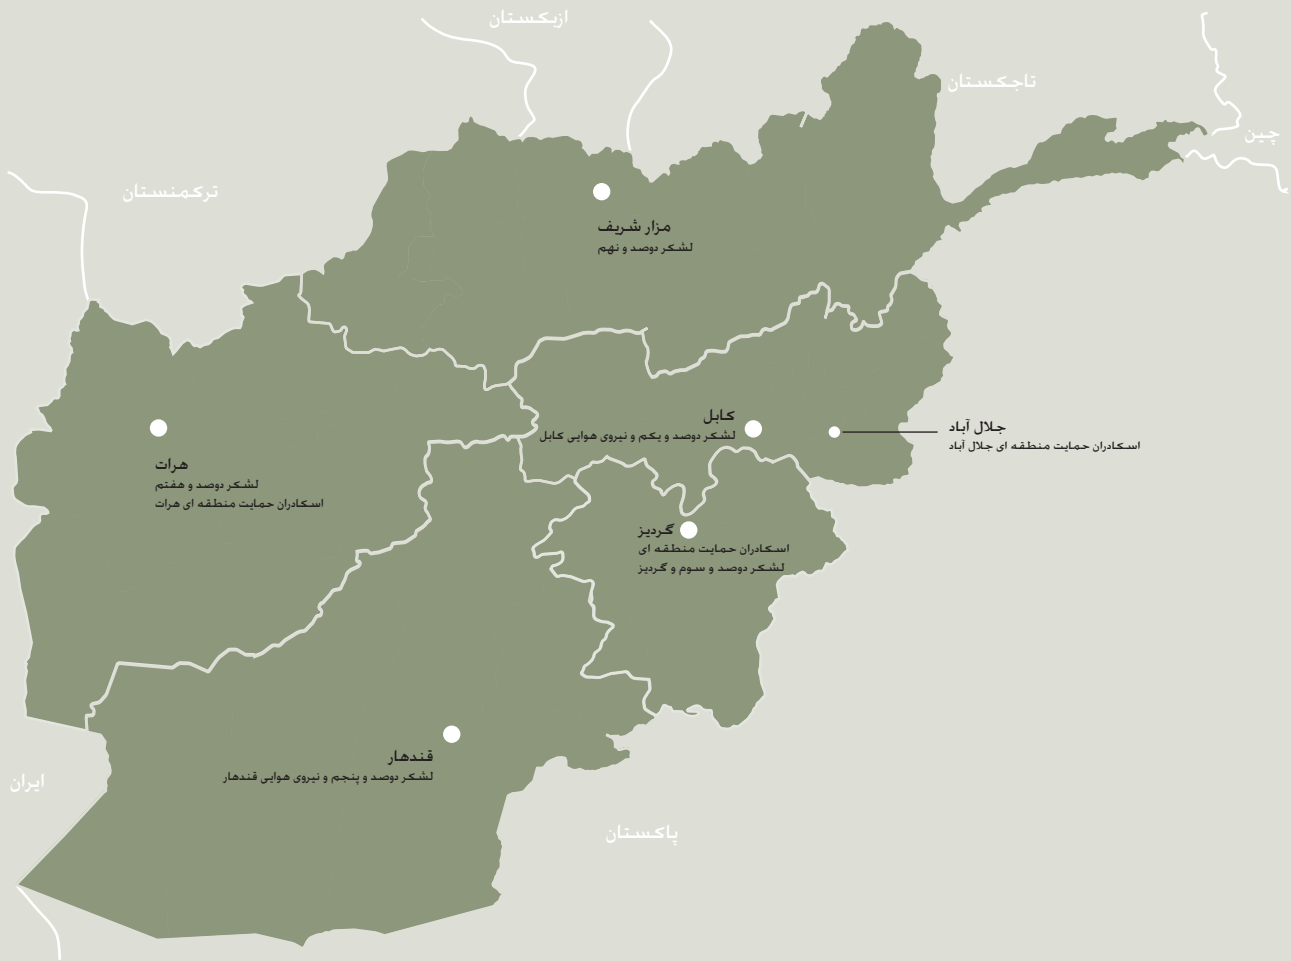 ازبکستان
تاجکستان
چین
ترکمنستان
مزار شریف
لشکر دوصد و نهم
کابل
لشکر دوصد و یکم و نیروی هوایی کابل
جلال آباد
اسکادران حمایت منطقه ای جلال آباد
هرات
لشکر دوصد و هفتم
اسکادران حمایت منطقه ای هرات
گردیز
اسکادران حمایت منطقه ای
لشکر دوصد و سوم و گردیز
قندهار
لشکر دوصد و پنجم و نیروی هوایی قندهار
ایران
پاکستان